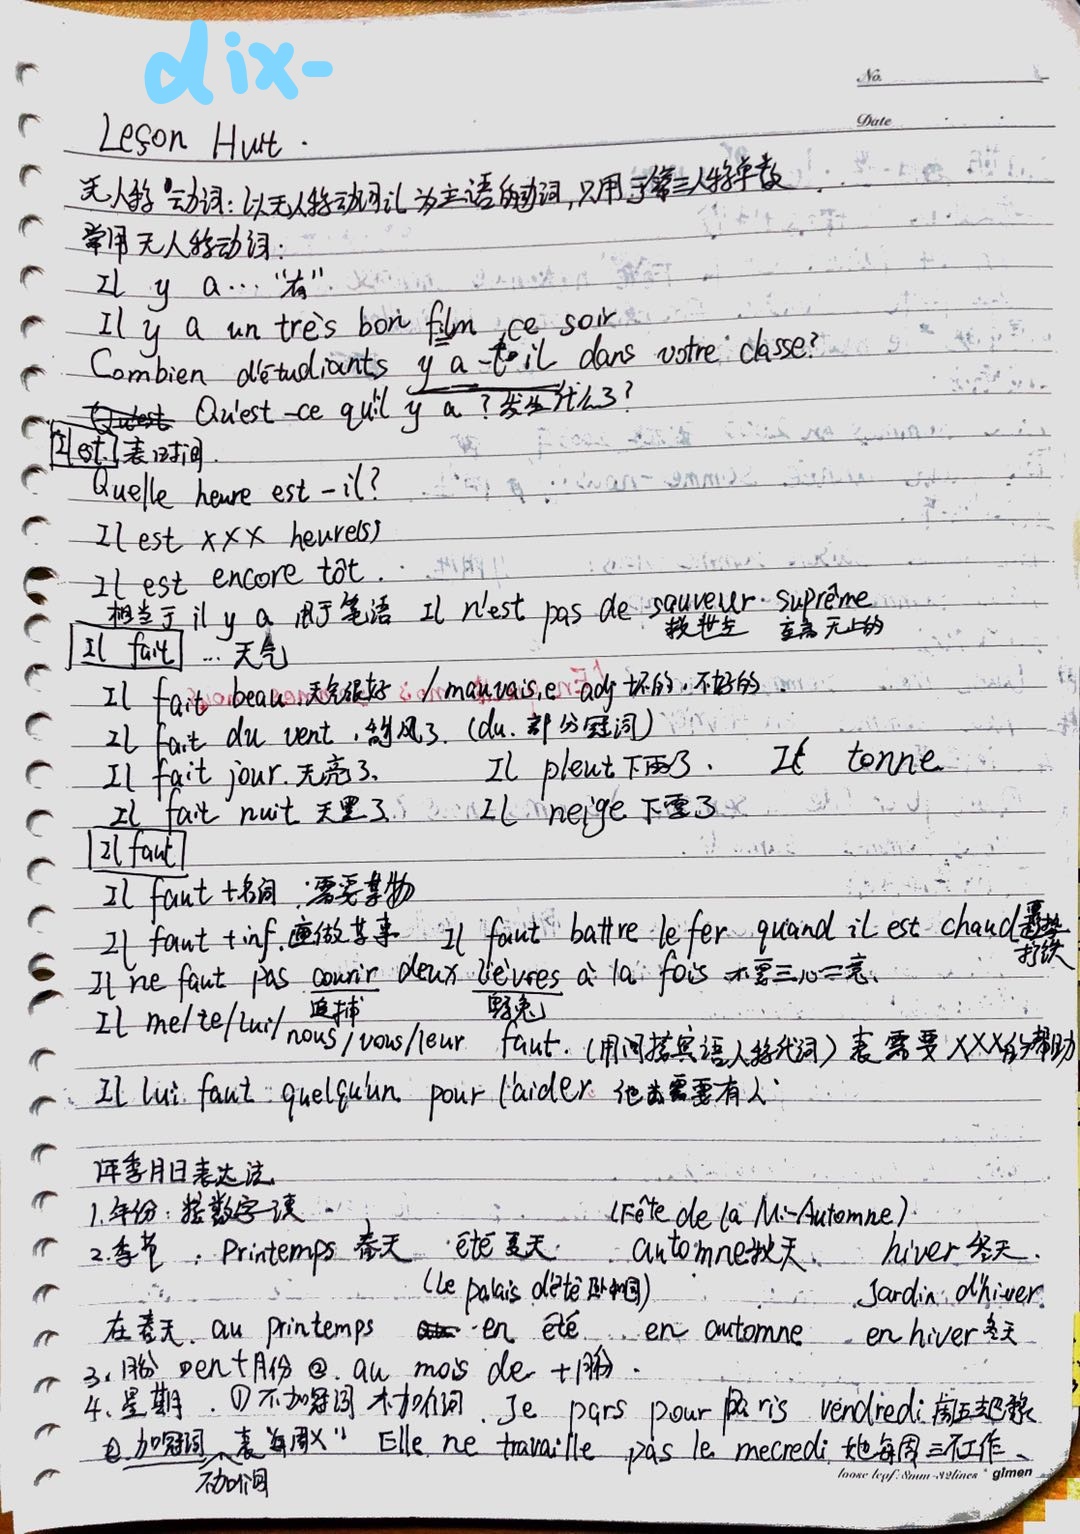 dix-
No.
Date
Leson Huit.
无人称动词:以无人称动词il为主语的动词,只用于第三人称单数
常用无人称动词:
Il y a… "有"
Il y a un très bon film ce soir
Combien d'étudiants y a-t-il dans votre classe?
Qu'est-ce qu'il y a ? 发生什么了?
Il est 表时间.
Quelle heure est-il?
Il est xxx heure(s)
Il est encore tôt.
相当于 il y a 用于笔语 Il n'est pas de sauveur suprême
救世主 至高无上的
Il fait …天气
Il fait beau 天气很好 / mauvais,e adj 坏的.不好的.
Il fait du vent .刮风了.(du.部分冠词)
Il fait jour.天亮了. Il pleut 下雨了. Il tonne
Il fait nuit 天黑了 Il neige 下雪了
Il faut
Il faut +名词:需要某物
Il faut +inf.应做某事 Il faut battre le fer quand il est chaud 趁热
打铁
Il ne faut pas courir deux lièvres à la fois 不要三心二意.
追捕 野兔
Il me/te/lui/nous/vous/leur faut.(用间接宾语人称代词)表需要XXX的帮助
Il lui faut quelqu'un pour l'aider 他需要有人
年季月日表达法.
1.年份:按数字读 (Fête de la Mi-Automne)
2.季节: Printemps 春天 été 夏天 automne秋天 hiver 冬天.
(Le palais d'été 颐和园) Jardin d'hiver.
在春天. au printemps en été en automne en hiver 冬天
3.月份 ①en+月份 ②. au mois de +月份.
4.星期.①不加冠词 不加介词. Je pars pour Paris vendredi 周五起程
②.加冠词,表"每周X" Elle ne travaille pas le mecredi 她每周三不工作.
不加介词
loose leaf. 8mm-32lines gimen